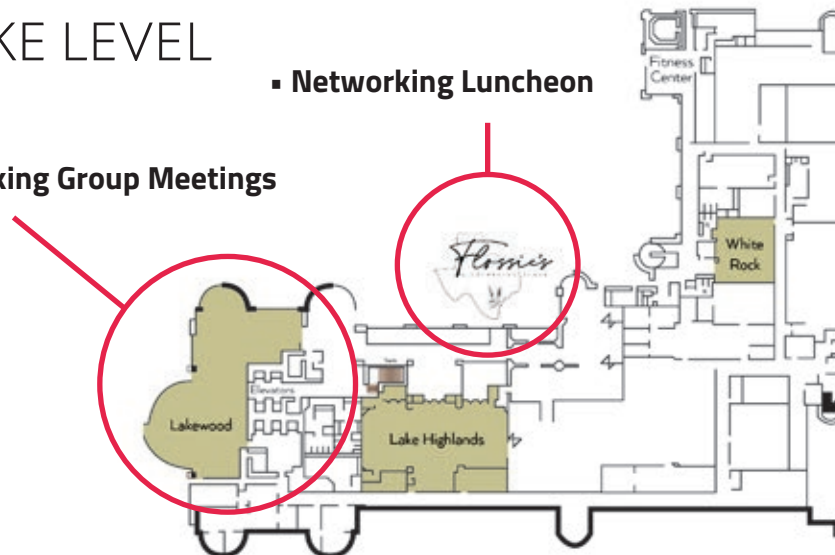 KE LEVEL
▪ Networking Luncheon
king Group Meetings
Fitness
Center
Flossie's
White
Rock
Elevators
Lakewood
Lake Highlands